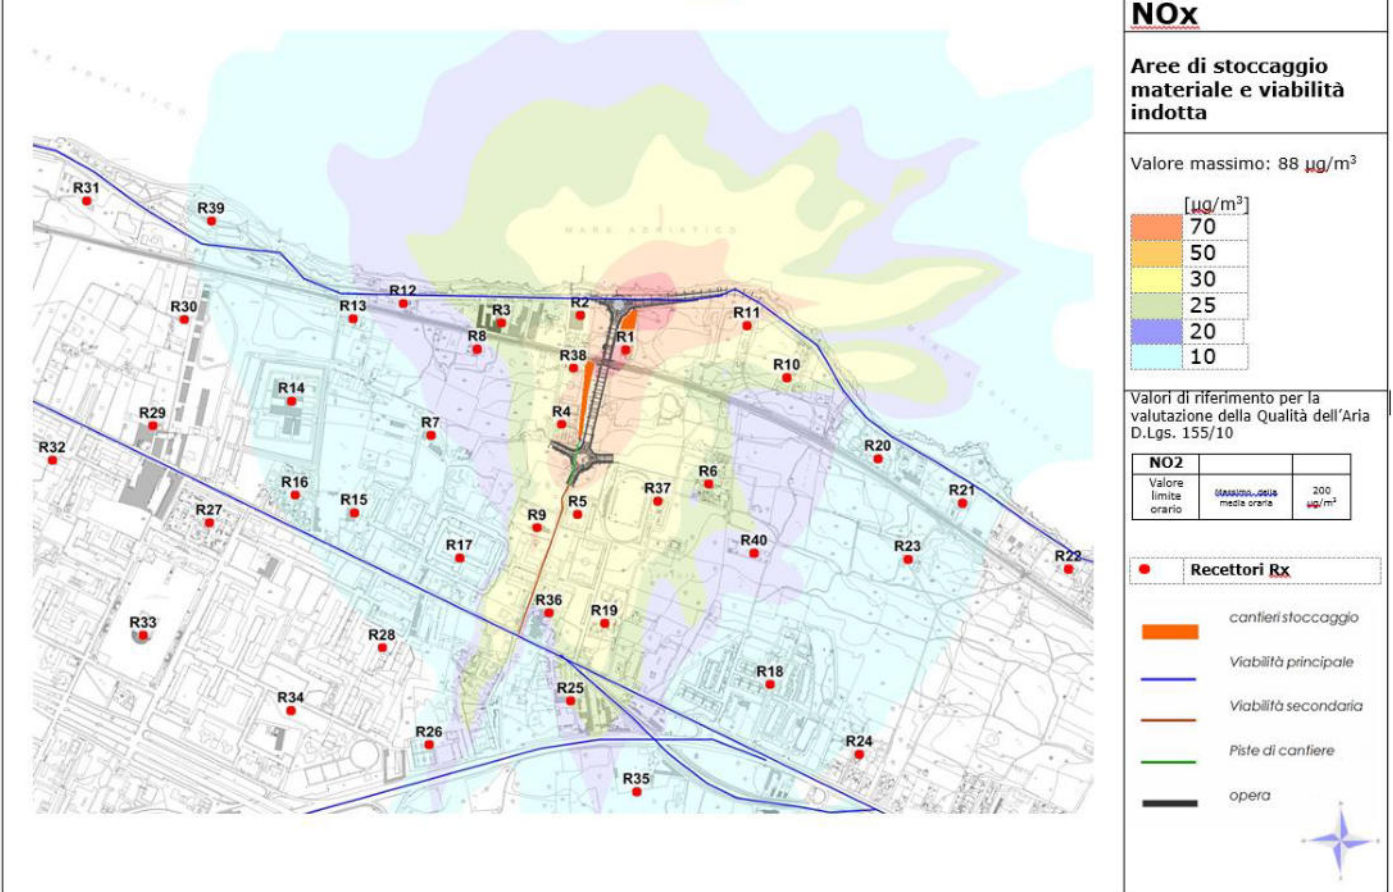 NOx
Aree di stoccaggio
materiale e viabilità
indotta
Valore massimo: 88 µg/m³
[µg/m³]
70
50
30
25
20
10
Valori di riferimento per la
valutazione della Qualità dell'Aria
D.Lgs. 155/10
NO2
Valore
limite
orario
Massimo della
media oraria
200
µg/m³
Recettori Rx
cantieri stoccaggio
Viabilità principale
Viabilità secondaria
Piste di cantiere
opera
MARE ADRIATICO
R31
R39
R30
R13
R12
R3
R2
R8
R1
R11
R38
R10
R14
R29
R7
R4
R32
R20
R16
R15
R27
R6
R37
R5
R9
R21
R17
R40
R23
R22
R36
R19
R33
R28
R18
R34
R25
R26
R24
R35